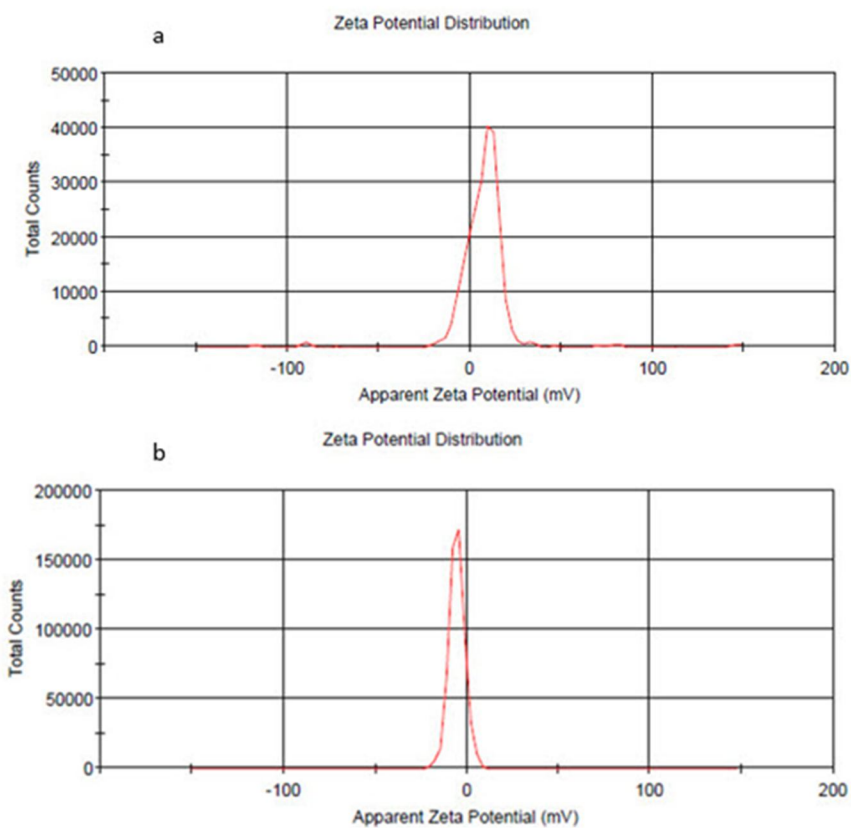 a
Zeta Potential Distribution
50000
40000
30000
20000
10000
0
Total Counts
-100 0 100 200
Apparent Zeta Potential (mV)
b
Zeta Potential Distribution
200000
150000
100000
50000
0
Total Counts
-100 0 100 200
Apparent Zeta Potential (mV)